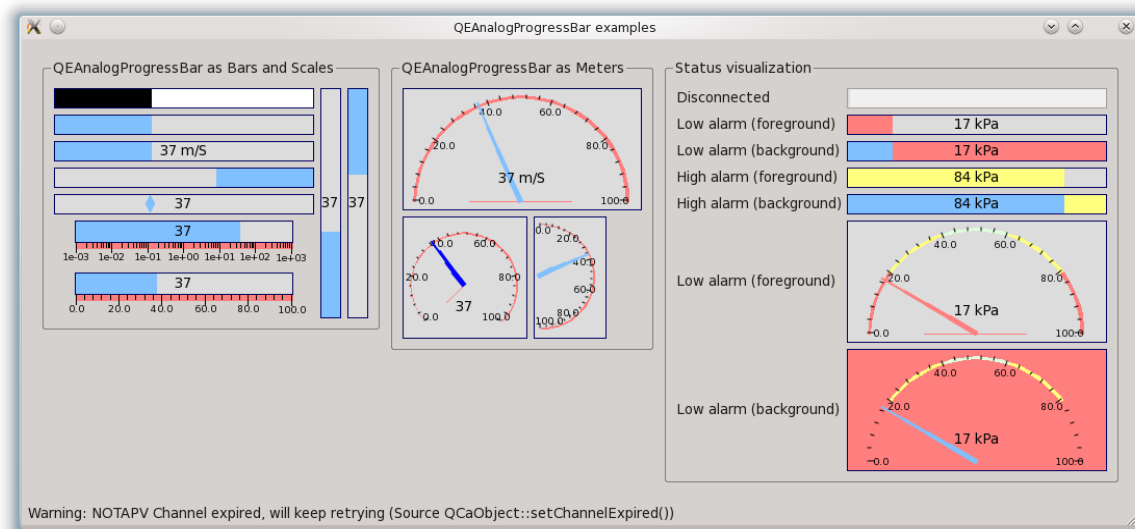 QEAnalogProgressBar examples
QEAnalogProgressBar as Bars and Scales
37 m/S
37
37
1e-03 1e-02 1e-01 1e+00 1e+01 1e+02 1e+03
37
0.0 20.0 40.0 60.0 80.0 100.0
37
37
QEAnalogProgressBar as Meters
0.0 20.0 40.0 60.0 80.0 100.0
37 m/S
0.0 20.0 40.0 60.0 80.0 100.0
37
0.0 20.0 40.0 60.0 80.0 100.0
Status visualization
Disconnected
Low alarm (foreground) 17 kPa
Low alarm (background) 17 kPa
High alarm (foreground) 84 kPa
High alarm (background) 84 kPa
Low alarm (foreground)
0.0 20.0 40.0 60.0 80.0 100.0
17 kPa
Low alarm (background)
0.0 20.0 40.0 60.0 80.0 100.0
17 kPa
Warning: NOTAPV Channel expired, will keep retrying (Source QCaObject::setChannelExpired())